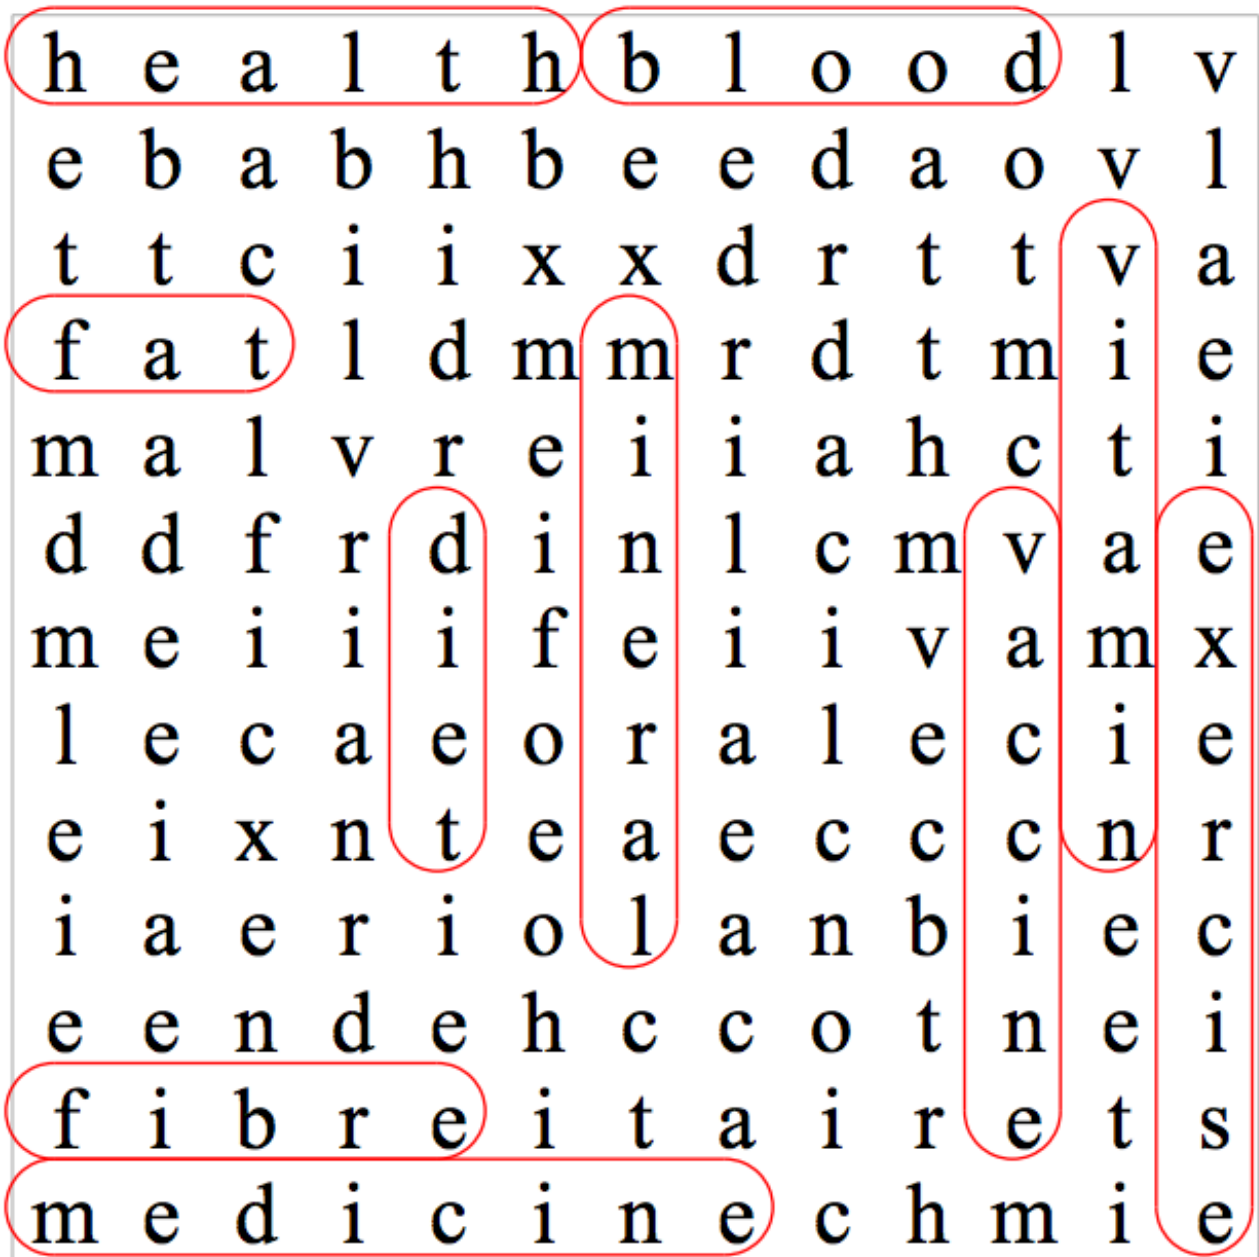 h e a l t h b l o o d l v
e b a b h b e e d a o v l
t t c i i x x d r t t v a
f a t l d m m r d t m i e
m a l v r e i i a h c t i
d d f r d i n l c m v a e
m e i i i f e i i v a m x
l e c a e o r a l e c i e
e i x n t e a e c c c n r
i a e r i o l a n b i e c
e e n d e h c c o t n e i
f i b r e i t a i r e t s
m e d i c i n e c h m i e